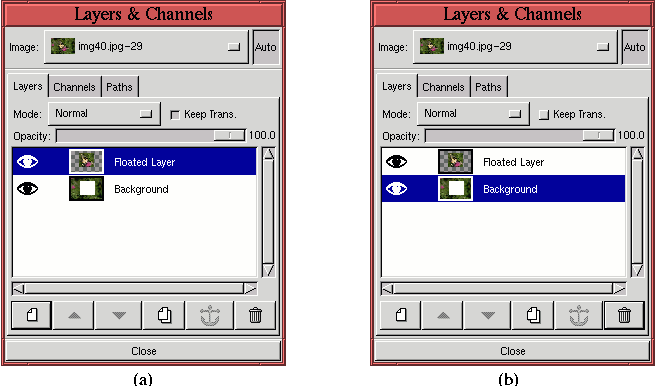 Layers & Channels
Image: img40.jpg-29 Auto
Layers Channels Paths
Mode: Normal Keep Trans.
Opacity: 100.0
Floated Layer
Background
Close
(a)
Layers & Channels
Image: img40.jpg-29 Auto
Layers Channels Paths
Mode: Normal Keep Trans.
Opacity: 100.0
Floated Layer
Background
Close
(b)